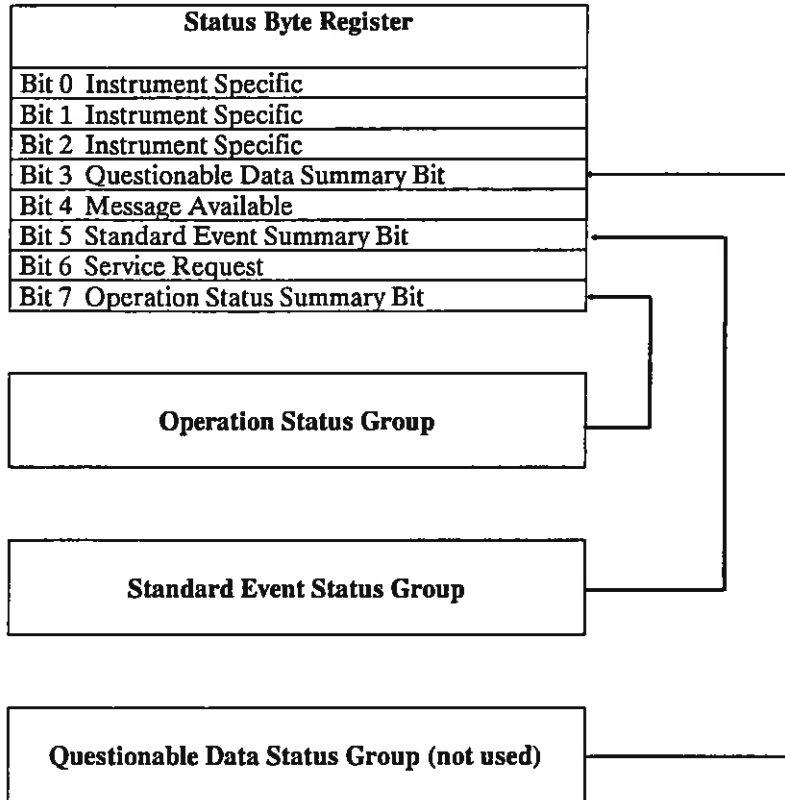 Status Byte Register
Bit 0 Instrument Specific
Bit 1 Instrument Specific
Bit 2 Instrument Specific
Bit 3 Questionable Data Summary Bit
Bit 4 Message Available
Bit 5 Standard Event Summary Bit
Bit 6 Service Request
Bit 7 Operation Status Summary Bit
Operation Status Group
Standard Event Status Group
Questionable Data Status Group (not used)